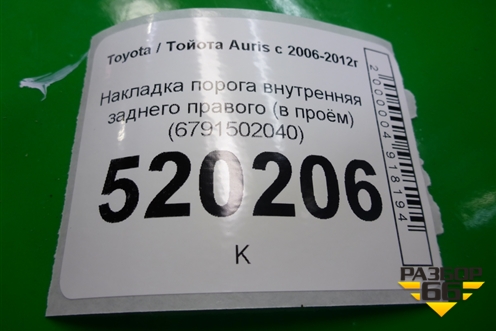 Toyota / Тойота Auris с 2006-2012г
Накладка порога внутренняя
заднего правого (в проём)
(6791502040)
520206
К
2000004918194
РАЗБОР
66